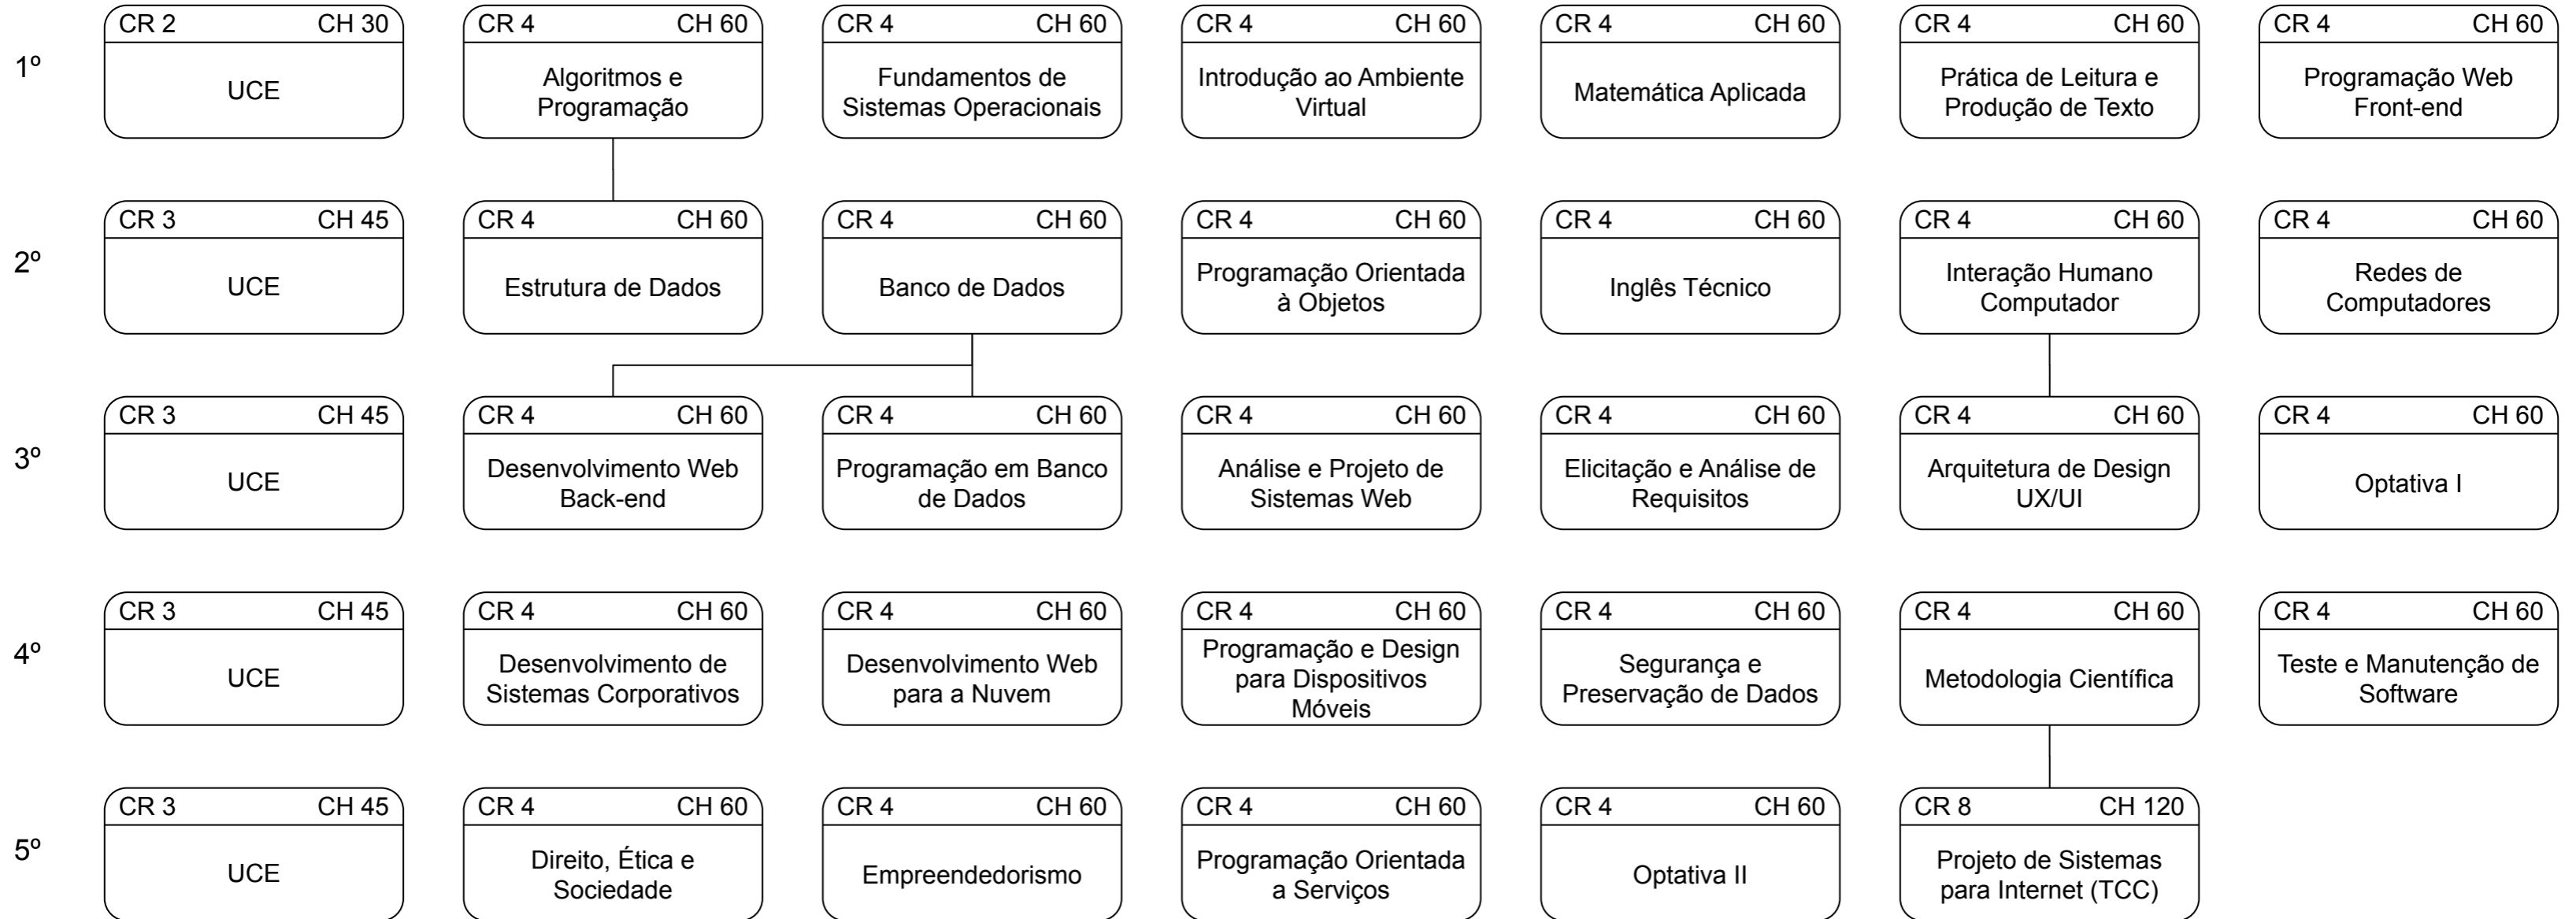 1º
CR 2 CH 30
UCE
CR 4 CH 60
Algoritmos e
Programação
CR 4 CH 60
Fundamentos de
Sistemas Operacionais
CR 4 CH 60
Introdução ao Ambiente
Virtual
CR 4 CH 60
Matemática Aplicada
CR 4 CH 60
Prática de Leitura e
Produção de Texto
CR 4 CH 60
Programação Web
Front-end
2º
CR 3 CH 45
UCE
CR 4 CH 60
Estrutura de Dados
CR 4 CH 60
Banco de Dados
CR 4 CH 60
Programação Orientada
à Objetos
CR 4 CH 60
Inglês Técnico
CR 4 CH 60
Interação Humano
Computador
CR 4 CH 60
Redes de
Computadores
3º
CR 3 CH 45
UCE
CR 4 CH 60
Desenvolvimento Web
Back-end
CR 4 CH 60
Programação em Banco
de Dados
CR 4 CH 60
Análise e Projeto de
Sistemas Web
CR 4 CH 60
Elicitação e Análise de
Requisitos
CR 4 CH 60
Arquitetura de Design
UX/UI
CR 4 CH 60
Optativa I
4º
CR 3 CH 45
UCE
CR 4 CH 60
Desenvolvimento de
Sistemas Corporativos
CR 4 CH 60
Desenvolvimento Web
para a Nuvem
CR 4 CH 60
Programação e Design
para Dispositivos
Móveis
CR 4 CH 60
Segurança e
Preservação de Dados
CR 4 CH 60
Metodologia Científica
CR 4 CH 60
Teste e Manutenção de
Software
5º
CR 3 CH 45
UCE
CR 4 CH 60
Direito, Ética e
Sociedade
CR 4 CH 60
Empreendedorismo
CR 4 CH 60
Programação Orientada
a Serviços
CR 4 CH 60
Optativa II
CR 8 CH 120
Projeto de Sistemas
para Internet (TCC)